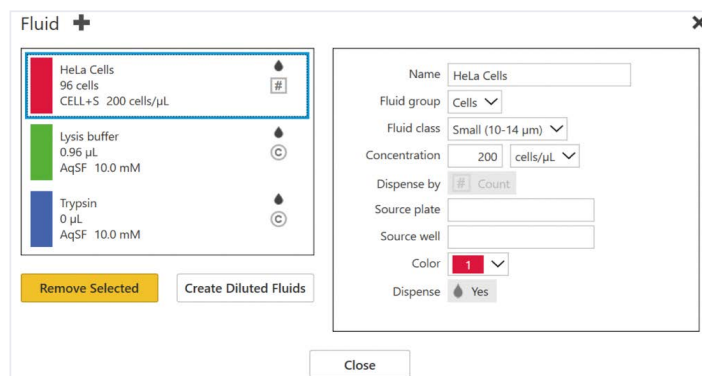 Fluid
HeLa Cells
96 cells
#
CELL+S 200 cells/µL
Lysis buffer
0.96 µL
C
AqSF 10.0 mM
Trypsin
0 µL
C
AqSF 10.0 mM
Remove Selected
Create Diluted Fluids
Name HeLa Cells
Fluid group Cells
Fluid class Small (10-14 µm)
Concentration 200 cells/µL
Dispense by # Count
Source plate
Source well
Color 1
Dispense Yes
Close